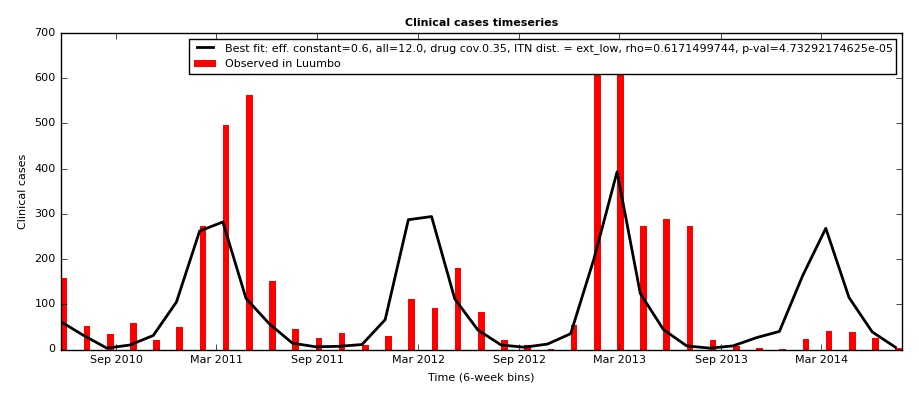 Clinical cases timeseries
700
600
500
400
300
200
100
0
Clinical cases
Best fit: eff. constant=0.6, all=12.0, drug cov.0.35, ITN dist. = ext_low, rho=0.6171499744, p-val=4.73292174625e-05
Observed in Luumbo
Sep 2010 Mar 2011 Sep 2011 Mar 2012 Sep 2012 Mar 2013 Sep 2013 Mar 2014
Time (6-week bins)